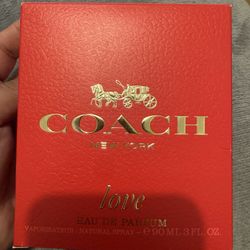 COACH
NEW YORK
love
EAU DE PARFUM
VAPORISATEUR - NATURAL SPRAY - ℮ 90 ML 3 FL. OZ.